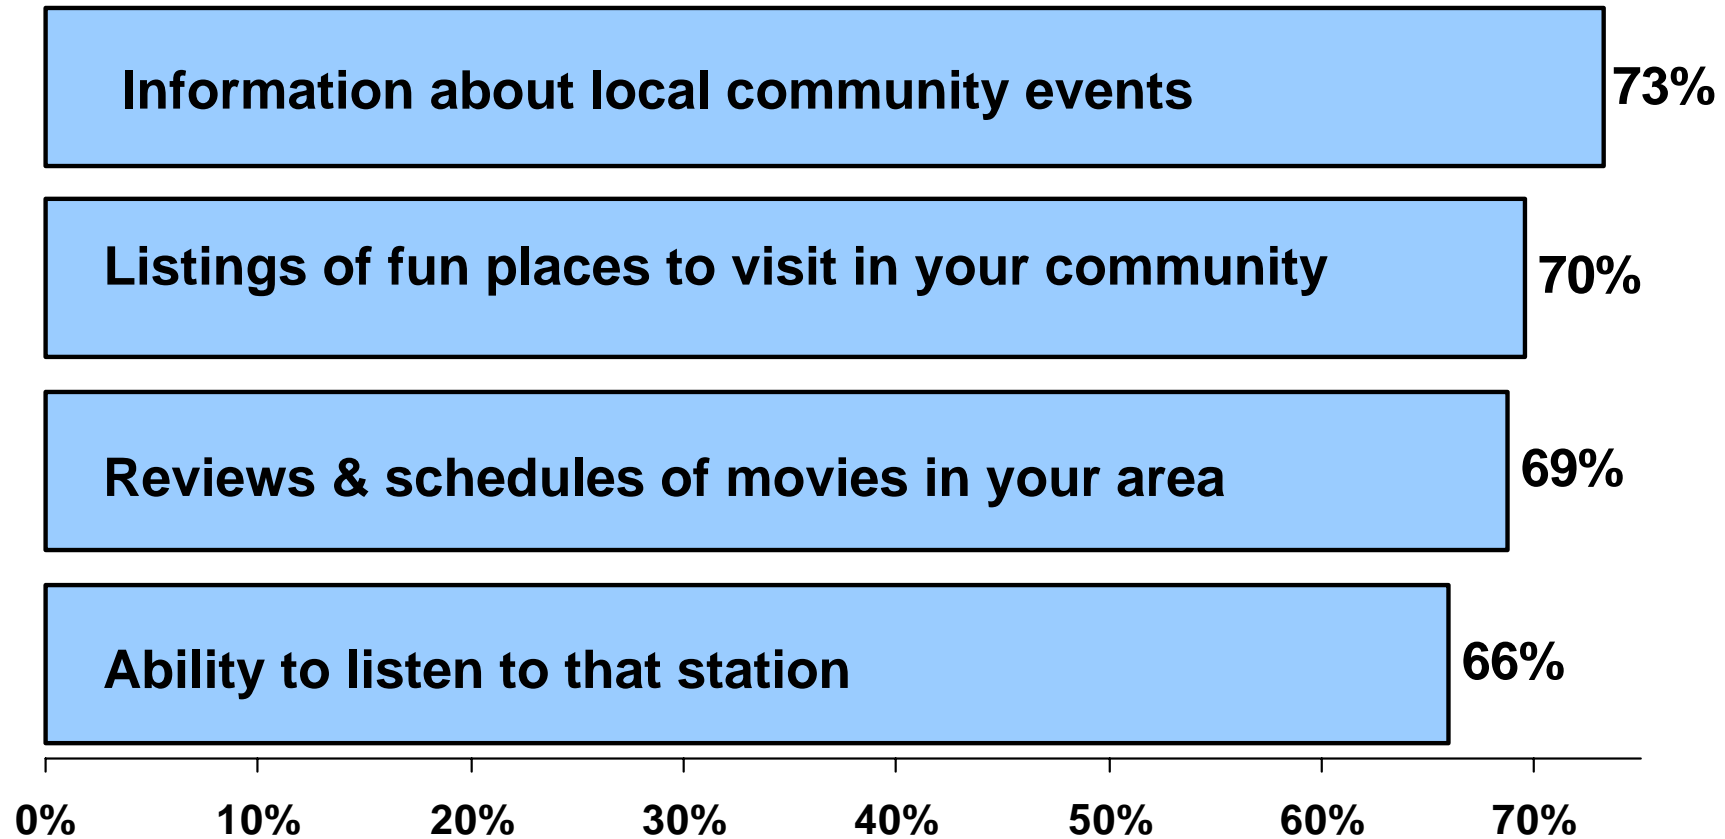 Information about local community events
73%
Listings of fun places to visit in your community
70%
Reviews & schedules of movies in your area
69%
Ability to listen to that station
66%
0% 10% 20% 30% 40% 50% 60% 70%